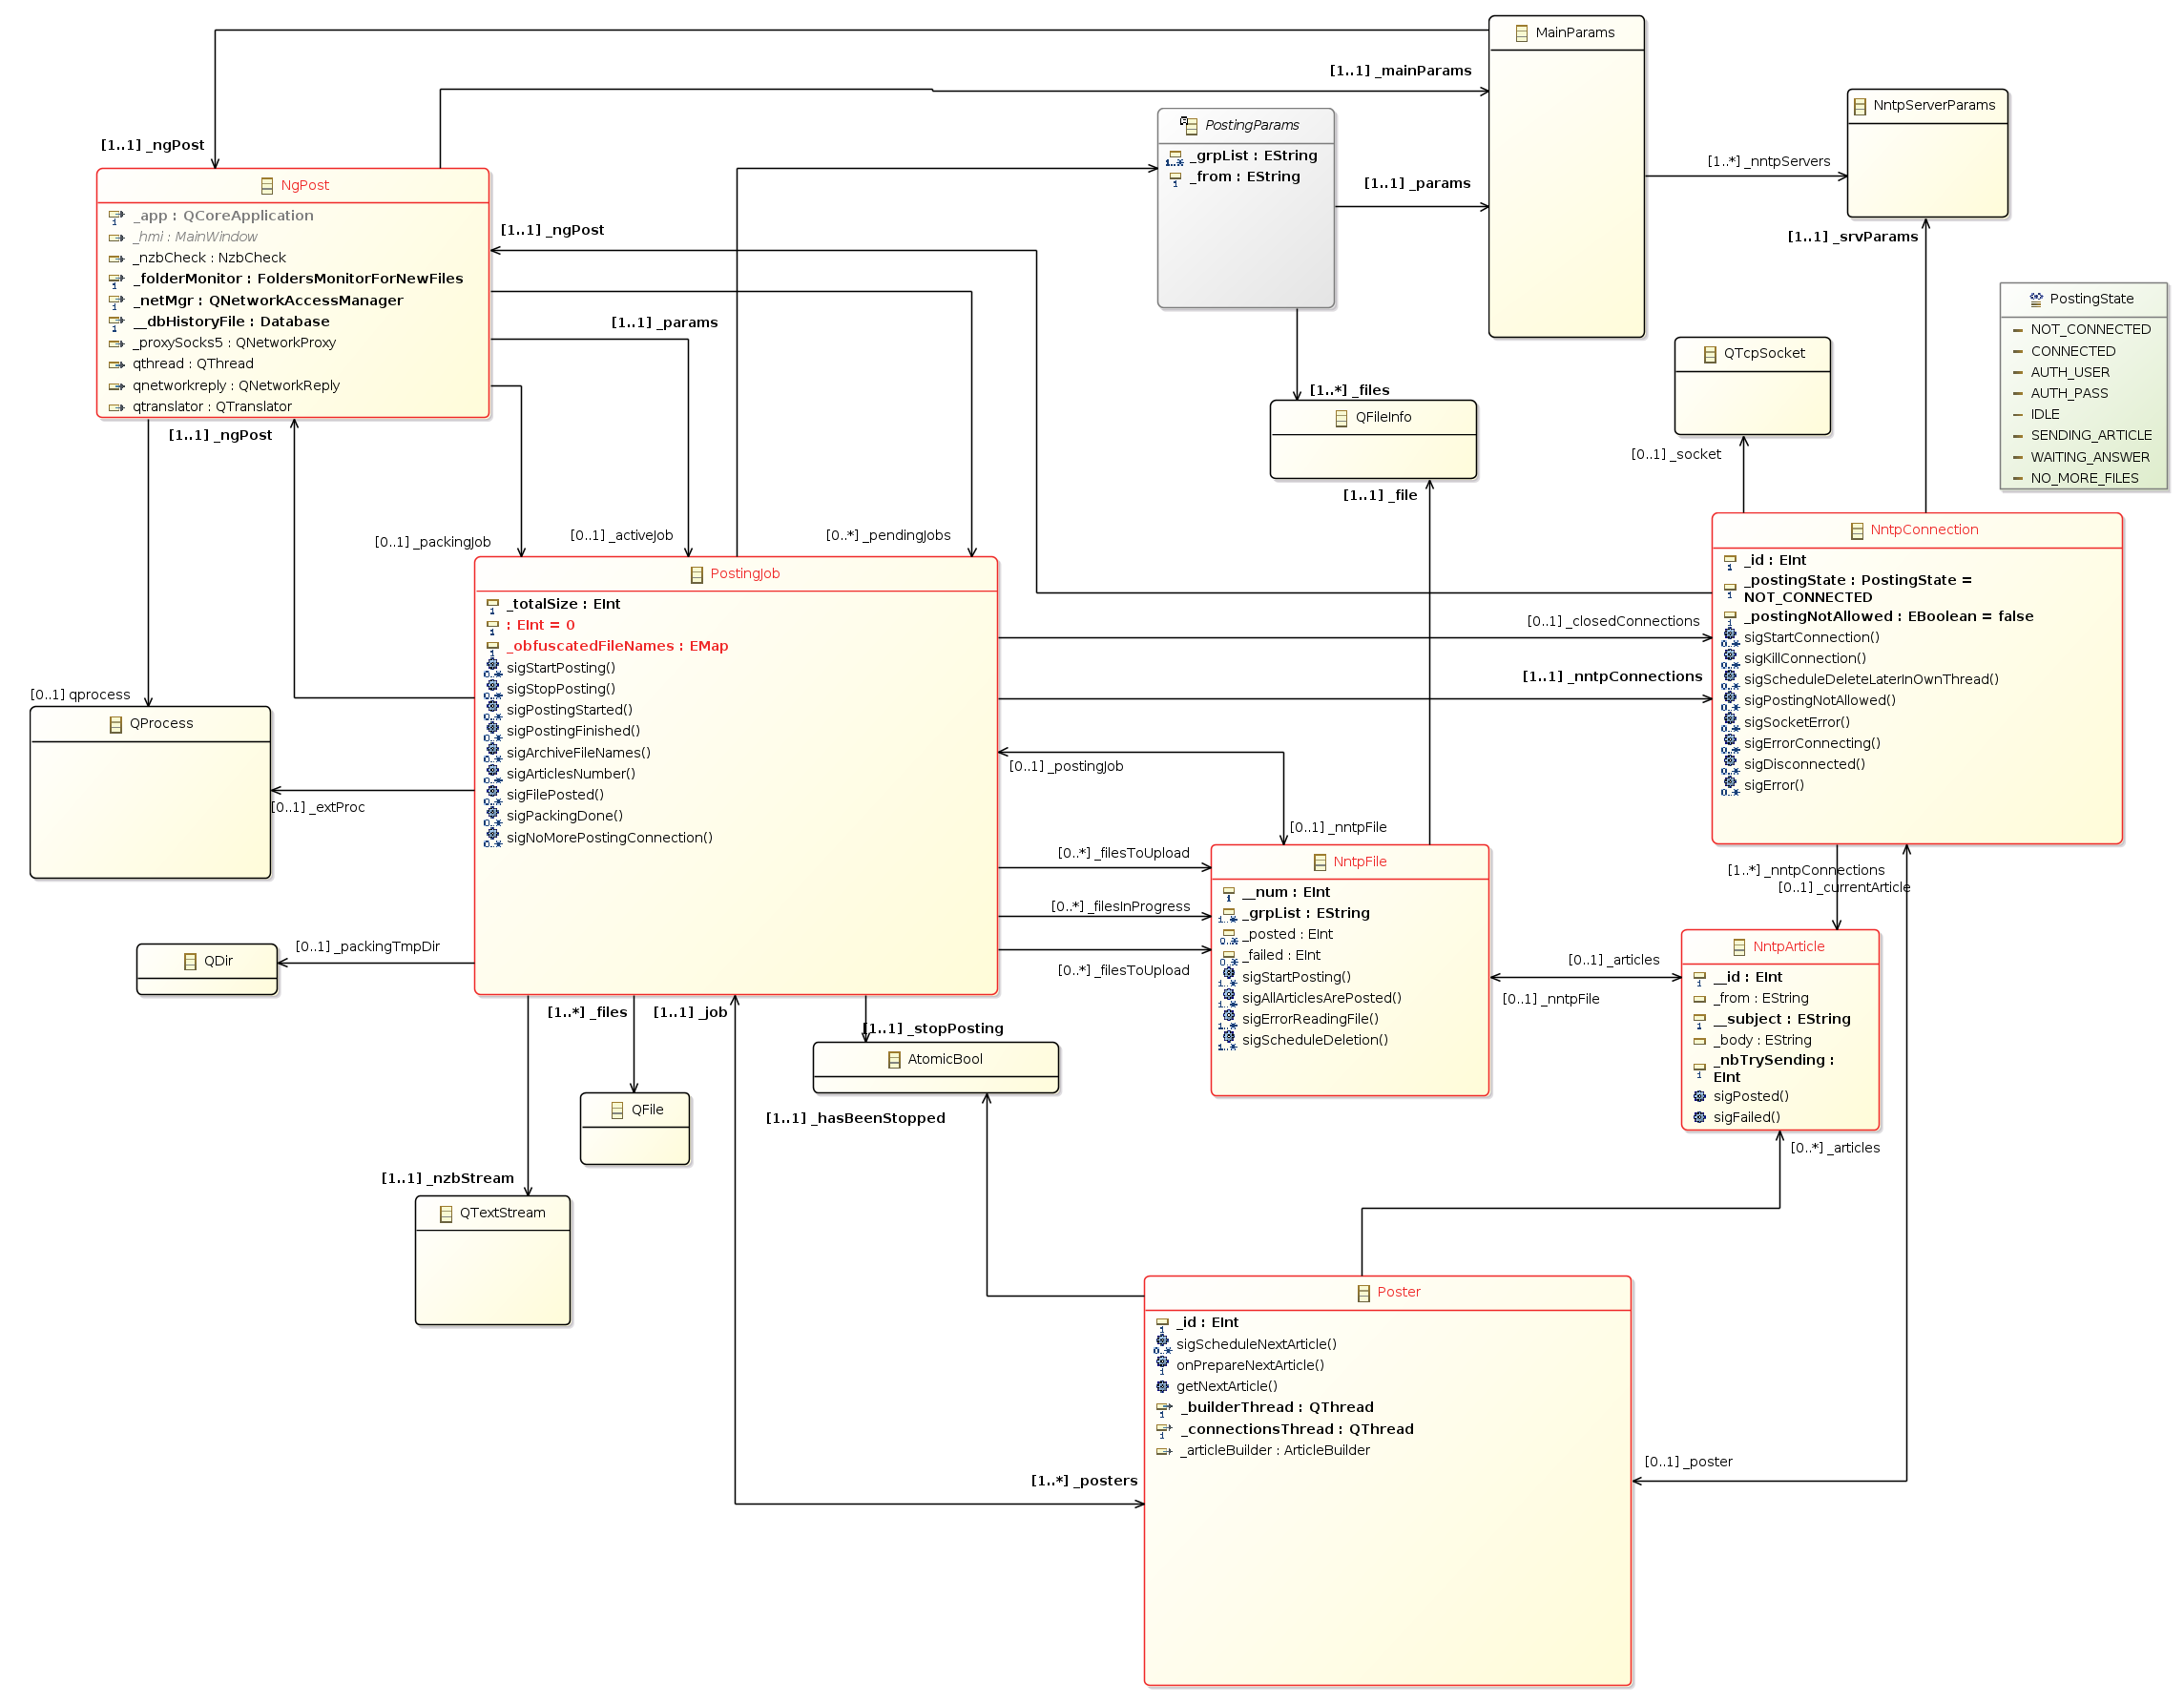 MainParams
[1..1] _mainParams
NntpServerParams
PostingParams
_grpList : EString
_from : EString
[1..1] _ngPost
[1..*] _nntpServers
NgPost
_app : QCoreApplication
_hmi : MainWindow
_nzbCheck : NzbCheck
_folderMonitor : FoldersMonitorForNewFiles
_netMgr : QNetworkAccessManager
__dbHistoryFile : Database
_proxySocks5 : QNetworkProxy
qthread : QThread
qnetworkreply : QNetworkReply
qtranslator : QTranslator
[1..1] _params
[1..1] _ngPost
[1..1] _srvParams
PostingState
NOT_CONNECTED
CONNECTED
AUTH_USER
AUTH_PASS
IDLE
SENDING_ARTICLE
WAITING_ANSWER
NO_MORE_FILES
[1..1] _params
QTcpSocket
[1..*] _files
QFileInfo
[1..1] _ngPost
[0..1] _socket
[1..1] _file
[0..1] _packingJob
[0..1] _activeJob
[0..*] _pendingJobs
NntpConnection
_id : EInt
_postingState : PostingState =
NOT_CONNECTED
_postingNotAllowed : EBoolean = false
sigStartConnection()
sigKillConnection()
sigScheduleDeleteLaterInOwnThread()
sigPostingNotAllowed()
sigSocketError()
sigErrorConnecting()
sigDisconnected()
sigError()
PostingJob
_totalSize : EInt
: EInt = 0
_obfuscatedFileNames : EMap
sigStartPosting()
sigStopPosting()
sigPostingStarted()
sigPostingFinished()
sigArchiveFileNames()
sigArticlesNumber()
sigFilePosted()
sigPackingDone()
sigNoMorePostingConnection()
[0..1] _closedConnections
[1..1] _nntpConnections
[0..1] qprocess
QProcess
[0..1] _extProc
[0..1] _postingJob
[0..1] _nntpFile
[0..*] _filesToUpload
[0..*] _filesInProgress
[0..*] _filesToUpload
NntpFile
__num : EInt
_grpList : EString
_posted : EInt
_failed : EInt
sigStartPosting()
sigAllArticlesArePosted()
sigErrorReadingFile()
sigScheduleDeletion()
[1..*] _nntpConnections
[0..1] _currentArticle
[0..1] _packingTmpDir
QDir
[0..1] _articles
[0..1] _nntpFile
NntpArticle
__id : EInt
_from : EString
__subject : EString
_body : EString
_nbTrySending :
EInt
sigPosted()
sigFailed()
[1..*] _files
[1..1] _job
[1..1] _stopPosting
AtomicBool
QFile
[1..1] _hasBeenStopped
[0..*] _articles
[1..1] _nzbStream
QTextStream
Poster
_id : EInt
sigScheduleNextArticle()
onPrepareNextArticle()
getNextArticle()
_builderThread : QThread
_connectionsThread : QThread
_articleBuilder : ArticleBuilder
[1..*] _posters
[0..1] _poster